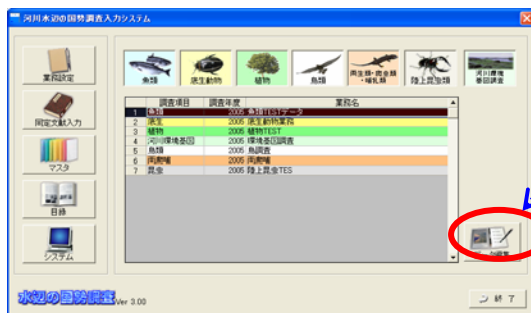 河川水辺の国勢調査入力システム
業務設定
同定文献入力
マスタ
目録
システム
魚類
底生動物
植物
鳥類
両生類・爬虫類・哺乳類
陸上昆虫類
河川環境基図調査
調査項目 調査年度 業務名
1 魚類 2005 魚類TESTデータ
2 底生 2005 底生動物業務
3 植物 2005 植物TEST
4 河川環境基図 2005 環境基図調査
5 鳥類 2005 鳥調査
6 両爬哺 2005 両爬哺
7 昆虫 2005 陸上昆虫TES
水辺の国勢調査 Ver 3.00
終了